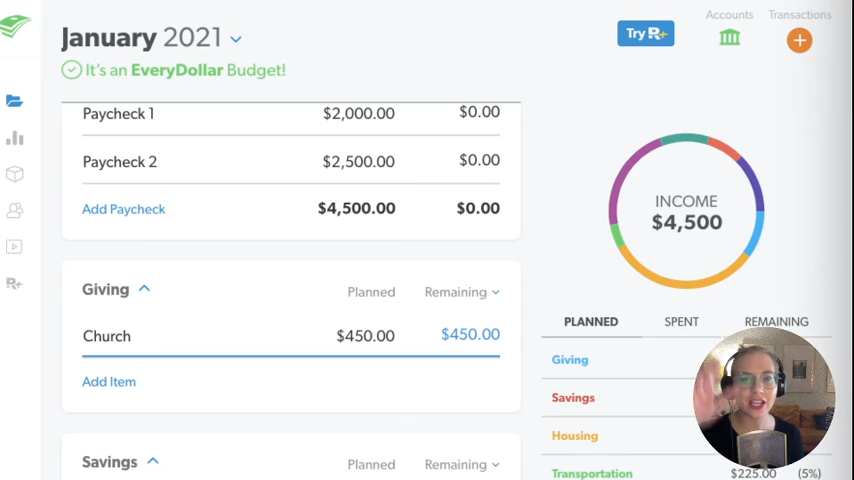 January 2021
It's an EveryDollar Budget!
Try R+
Accounts Transactions
Paycheck 1 $2,000.00 $0.00
Paycheck 2 $2,500.00 $0.00
Add Paycheck $4,500.00 $0.00
Giving Planned Remaining
Church $450.00 $450.00
Add Item
Savings Planned Remaining
INCOME
$4,500
PLANNED SPENT REMAINING
Giving
Savings
Housing
Transportation $225.00 (5%)
R+